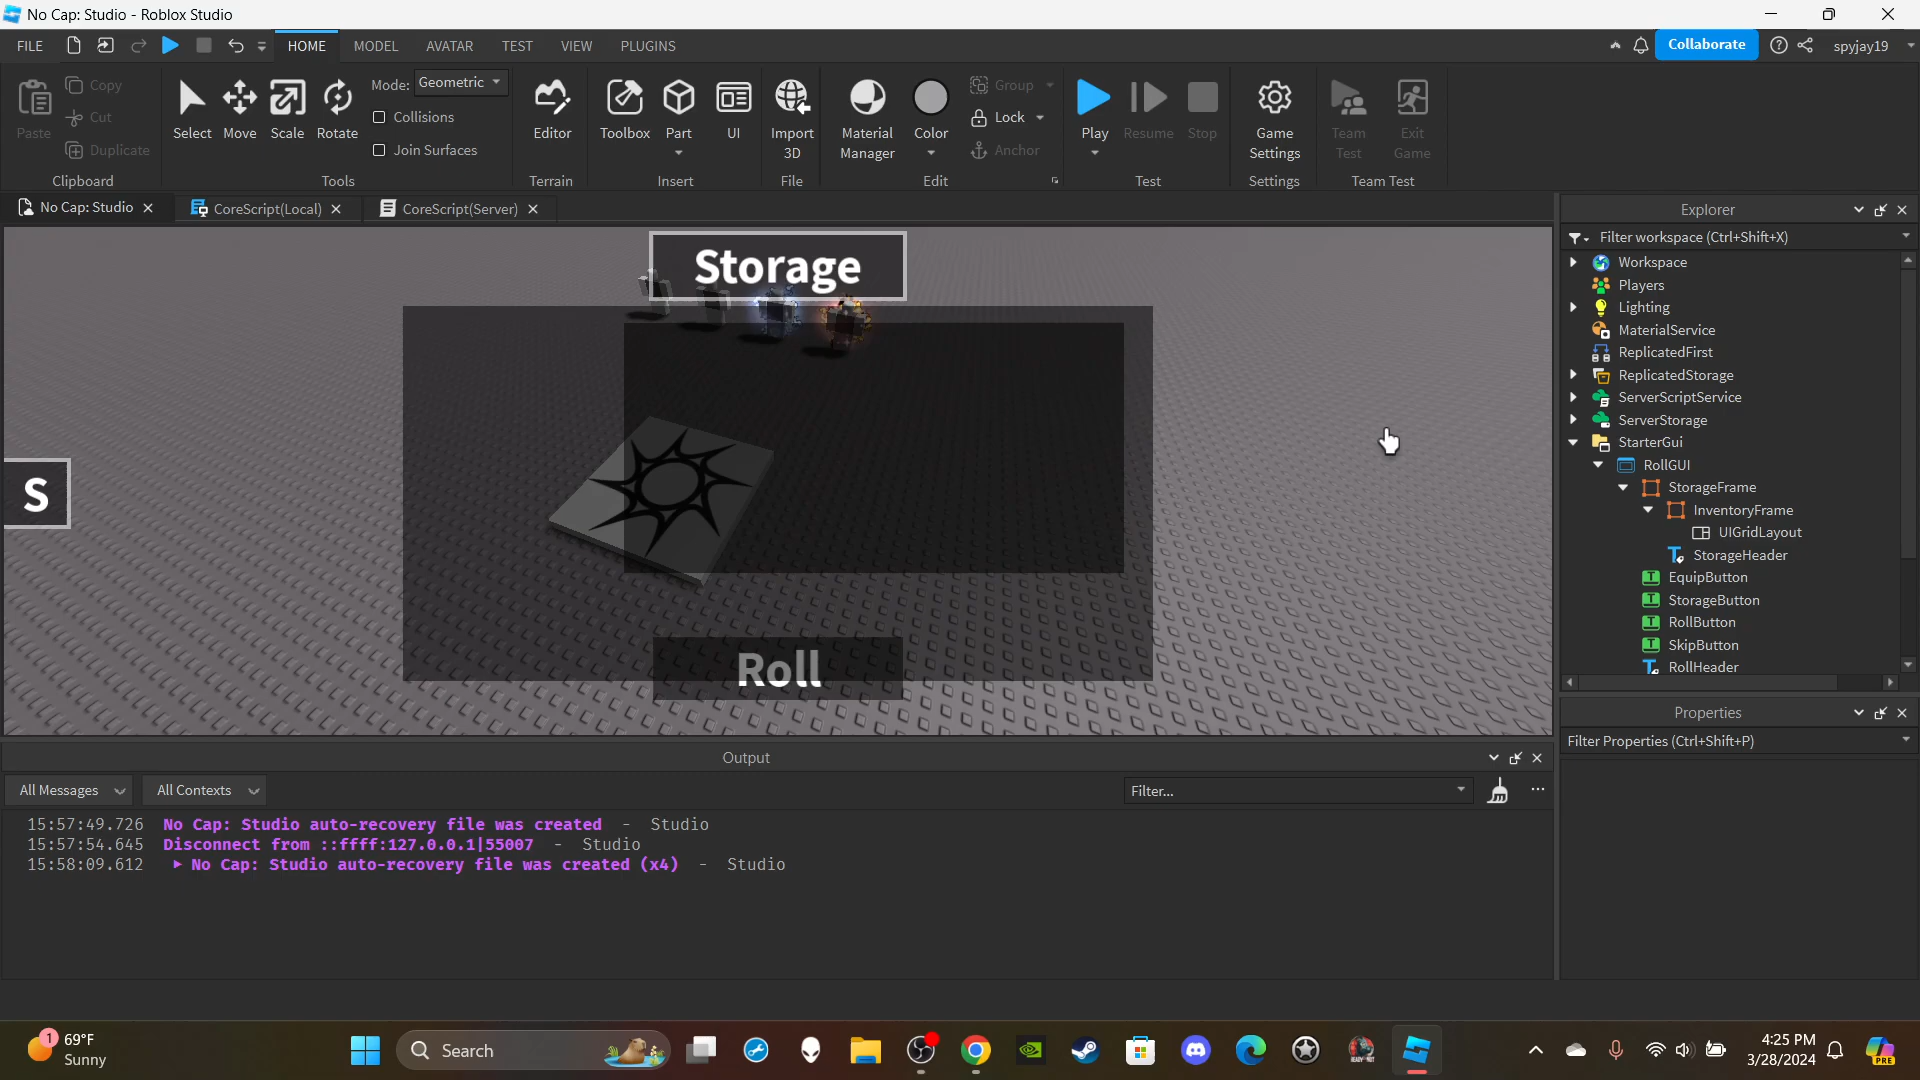 No Cap: Studio - Roblox Studio
FILE HOME MODEL AVATAR TEST VIEW PLUGINS Collaborate spyjay19
Paste Copy Cut Duplicate
Clipboard
Select Move Scale Rotate
Mode: Geometric
Collisions
Join Surfaces
Tools
Editor
Terrain
Toolbox Part UI
Insert
Import 3D
File
Material Manager
Color
Group
Lock
Anchor
Edit
Play Resume Stop
Test
Game Settings
Settings
Team Test
Exit Game
Team Test
No Cap: Studio CoreScript(Local) CoreScript(Server)
Storage
S
Roll
Explorer
Filter workspace (Ctrl+Shift+X)
Workspace
Players
Lighting
MaterialService
ReplicatedFirst
ReplicatedStorage
ServerScriptService
ServerStorage
StarterGui
RollGUI
StorageFrame
InventoryFrame
UIGridLayout
StorageHeader
EquipButton
StorageButton
RollButton
SkipButton
RollHeader
Properties
Filter Properties (Ctrl+Shift+P)
Output
All Messages All Contexts Filter...
15:57:49.726 No Cap: Studio auto-recovery file was created - Studio
15:57:54.645 Disconnect from ::ffff:127.0.0.1|55007 - Studio
15:58:09.612 No Cap: Studio auto-recovery file was created (x4) - Studio
1 69°F
Sunny
Search
4:25 PM
3/28/2024
PRE